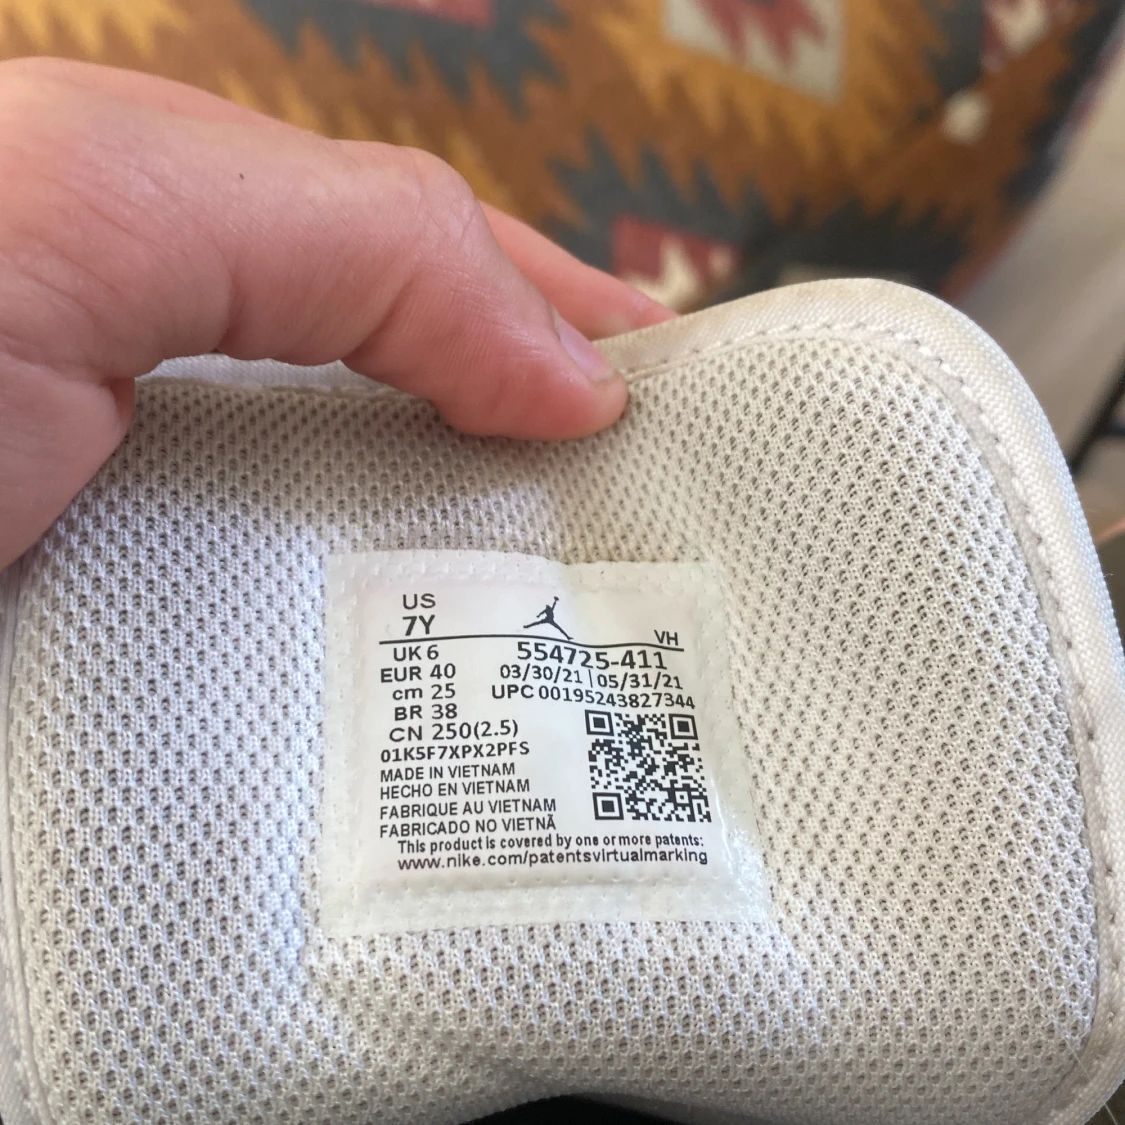 US
7Y
VH
UK 6
554725-411
EUR 40
03/30/21 | 05/31/21
cm 25
UPC 00195243827344
BR 38
CN 250(2.5)
01K5F7XPX2PFS
MADE IN VIETNAM
HECHO EN VIETNAM
FABRIQUE AU VIETNAM
FABRICADO NO VIETNÃ
This product is covered by one or more patents:
www.nike.com/patentsvirtualmarking